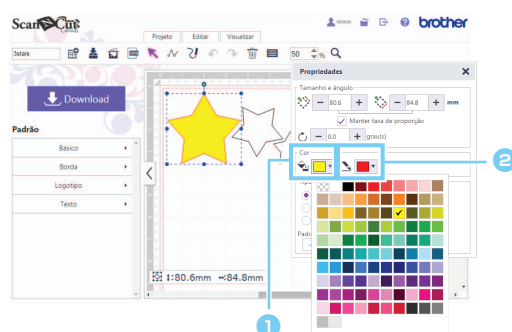 ScanNCut
CANVAS
brother
Projeto Editar Visualizar
3stars
50 %
Download
Padrão
Básico
Borda
Logotipo
Texto
Propriedades
Tamanho e ângulo
80.6 84.8 mm
Manter taxa de proporção
0.0 grau(s)
Cor
Padr
↕:80.6mm ↔:84.8mm
1
2